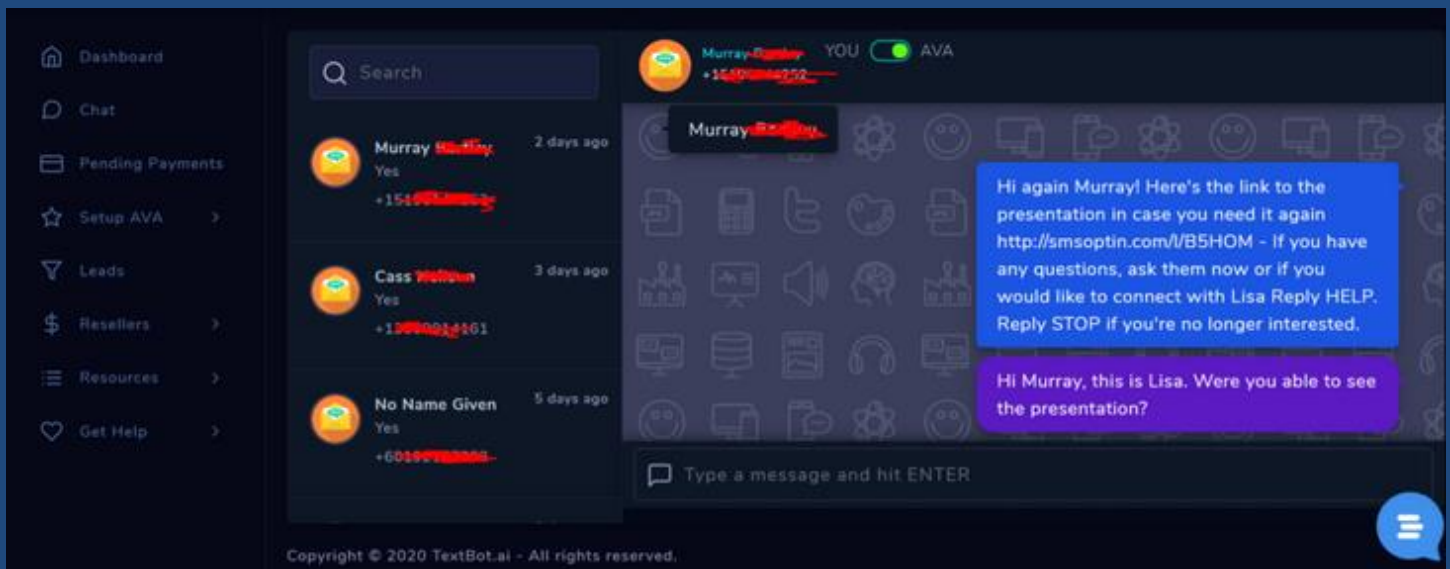 Dashboard
Chat
Pending Payments
Setup AVA
Leads
Resellers
Resources
Get Help
Search
Murray
2 days ago
Yes
Cass
3 days ago
Yes
No Name Given
5 days ago
Yes
Murray
YOU
AVA
Murray
Hi again Murray! Here's the link to the
presentation in case you need it again
http://smsoptin.com/l/B5HOM - If you have
any questions, ask them now or if you
would like to connect with Lisa Reply HELP.
Reply STOP if you're no longer interested.
Hi Murray, this is Lisa. Were you able to see
the presentation?
Type a message and hit ENTER
Copyright © 2020 TextBot.ai - All rights reserved.